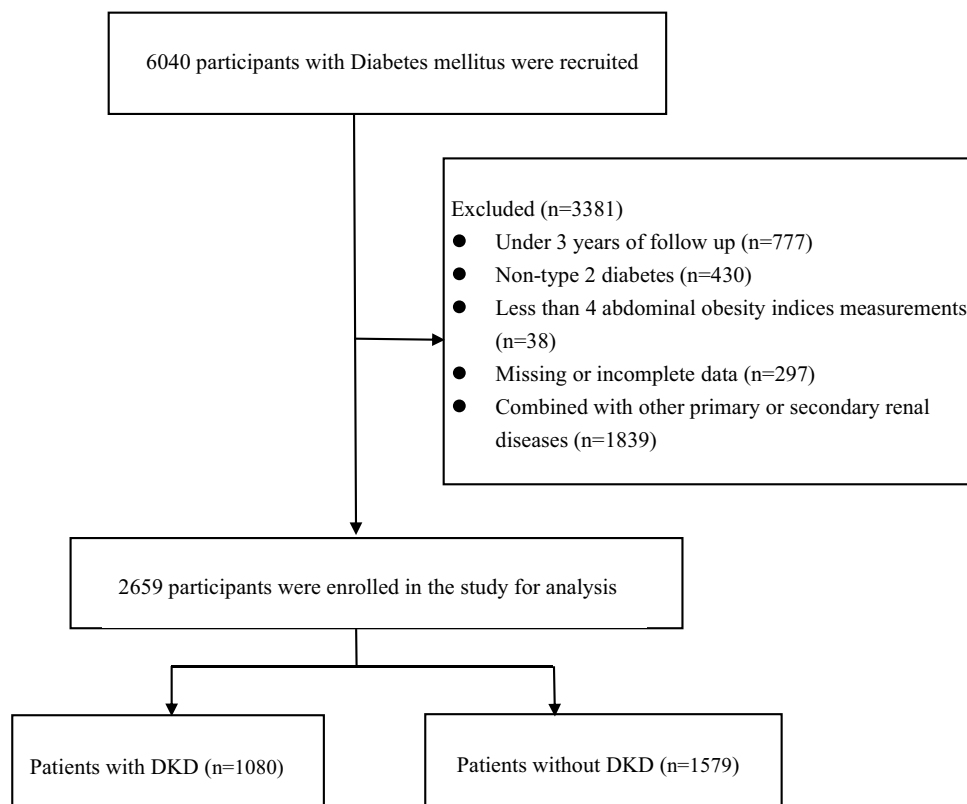 6040 participants with Diabetes mellitus were recruited
Excluded (n=3381)
● Under 3 years of follow up (n=777)
● Non-type 2 diabetes (n=430)
● Less than 4 abdominal obesity indices measurements
(n=38)
● Missing or incomplete data (n=297)
● Combined with other primary or secondary renal
diseases (n=1839)
2659 participants were enrolled in the study for analysis
Patients with DKD (n=1080)
Patients without DKD (n=1579)